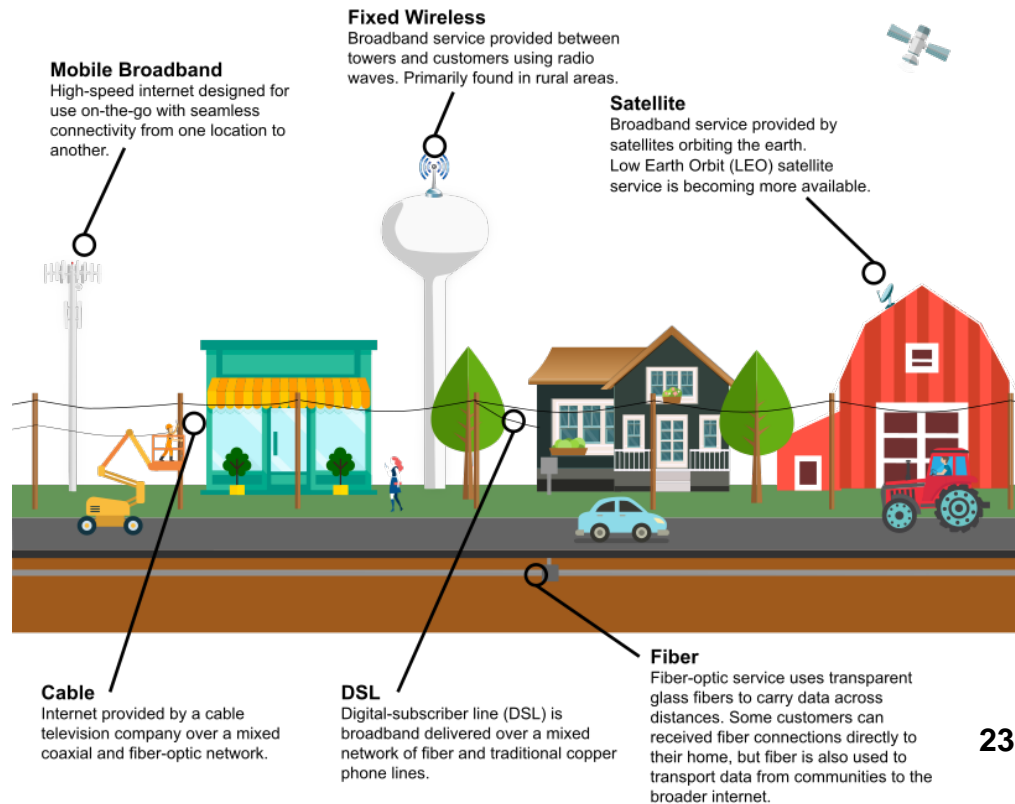 Fixed Wireless
Broadband service provided between
towers and customers using radio
waves. Primarily found in rural areas.
Mobile Broadband
High-speed internet designed for
use on-the-go with seamless
connectivity from one location to
another.
Satellite
Broadband service provided by
satellites orbiting the earth.
Low Earth Orbit (LEO) satellite
service is becoming more available.
Cable
Internet provided by a cable
television company over a mixed
coaxial and fiber-optic network.
DSL
Digital-subscriber line (DSL) is
broadband delivered over a mixed
network of fiber and traditional copper
phone lines.
Fiber
Fiber-optic service uses transparent
glass fibers to carry data across
distances. Some customers can
received fiber connections directly to
their home, but fiber is also used to
transport data from communities to the
broader internet.
23